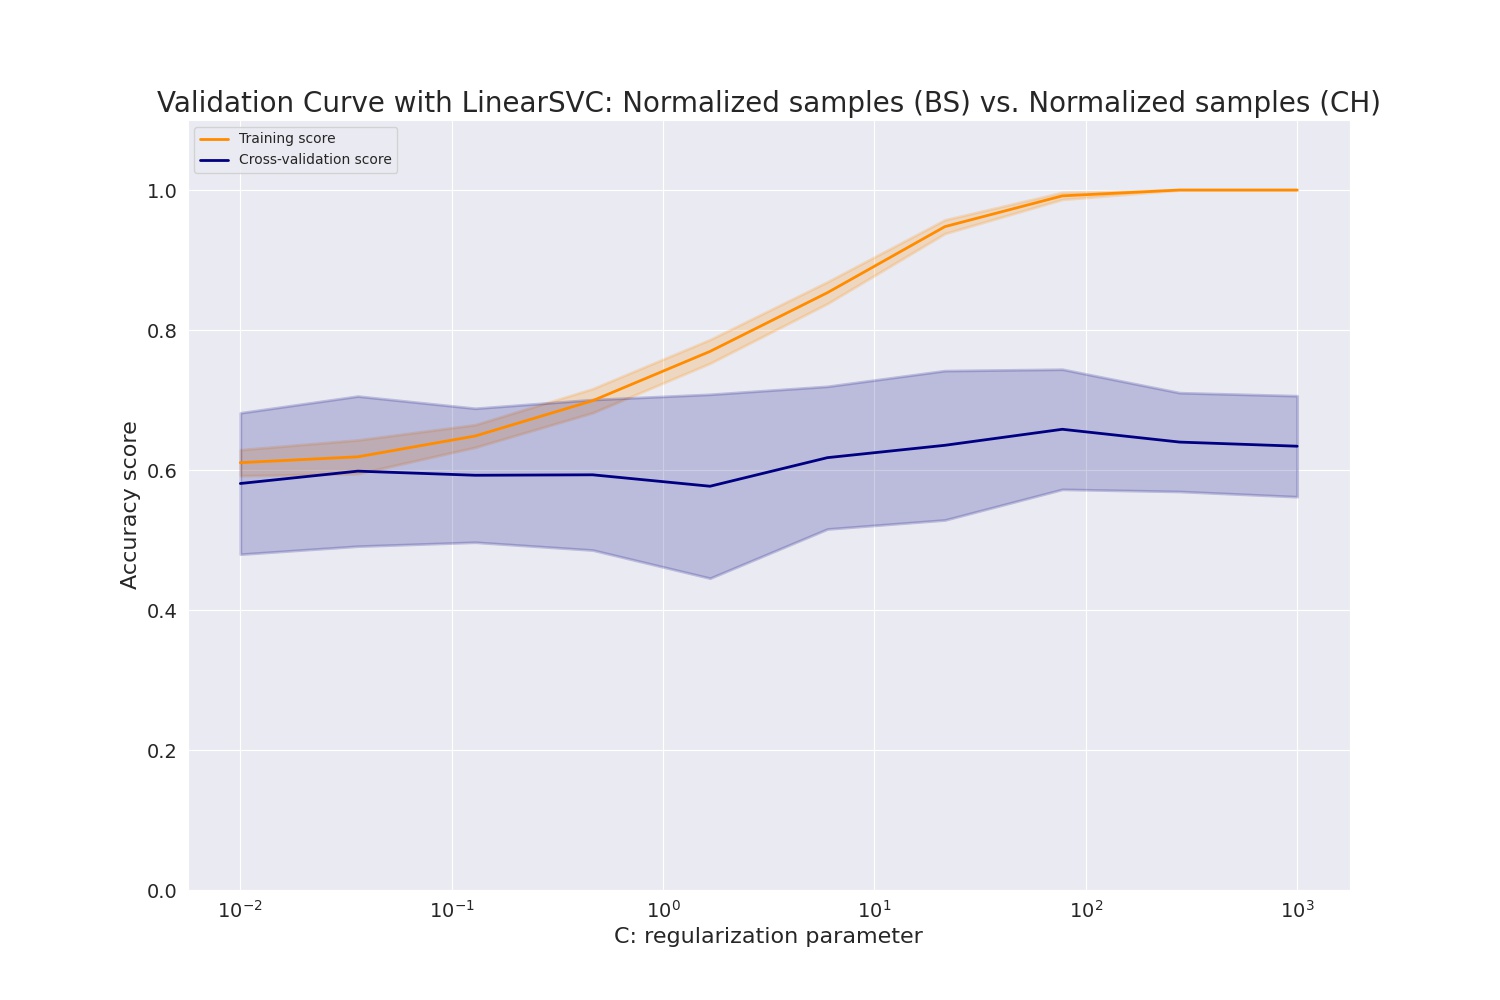 Validation Curve with LinearSVC: Normalized samples (BS) vs. Normalized samples (CH)
Training score
Cross-validation score
1.0
0.8
0.6
0.4
0.2
0.0
Accuracy score
10⁻² 10⁻¹ 10⁰ 10¹ 10² 10³
C: regularization parameter